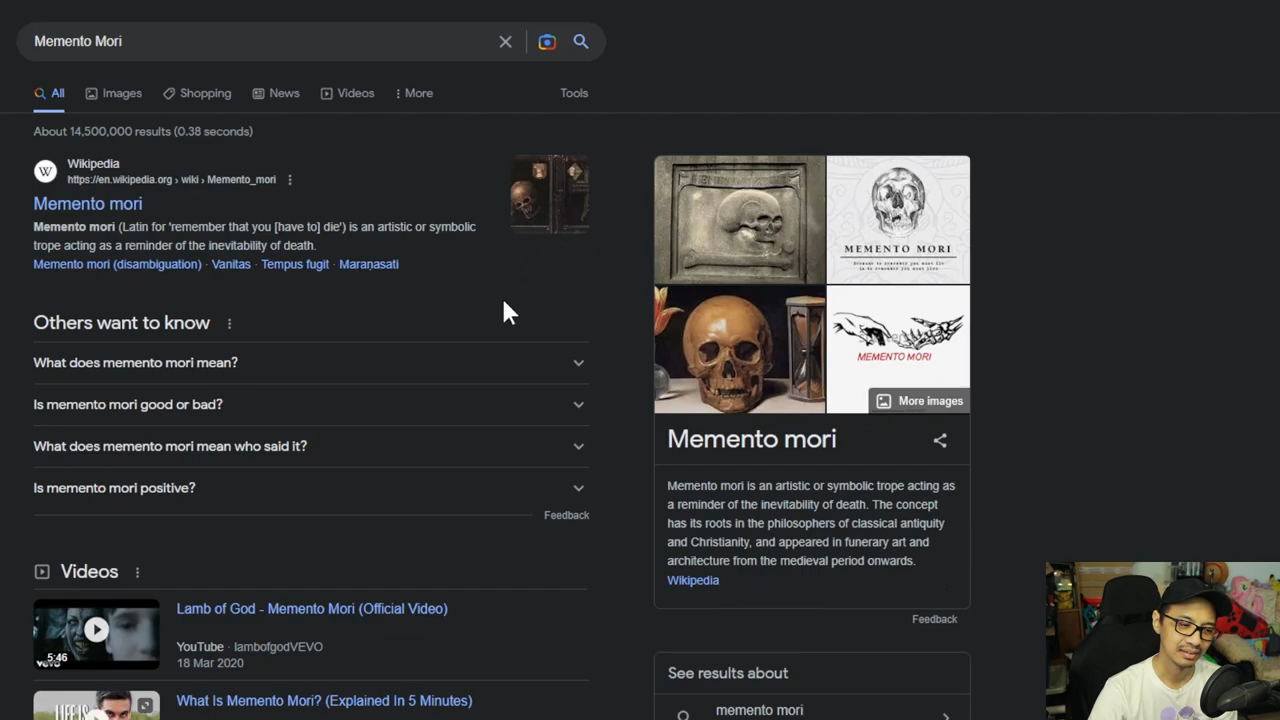 Memento Mori
All
Images
Shopping
News
Videos
More
Tools
About 14,500,000 results (0.38 seconds)
Wikipedia
https://en.wikipedia.org › wiki › Memento_mori
Memento mori
Memento mori (Latin for 'remember that you [have to] die') is an artistic or symbolic
trope acting as a reminder of the inevitability of death.
Memento mori (disambiguation) · Vanitas · Tempus fugit · Maraṇasati
Others want to know
What does memento mori mean?
Is memento mori good or bad?
What does memento mori mean who said it?
Is memento mori positive?
Feedback
Videos
5:46
vevo
Lamb of God - Memento Mori (Official Video)
YouTube · lambofgodVEVO
18 Mar 2020
LIFE IS
What Is Memento Mori? (Explained In 5 Minutes)
MEMENTO MORI
MEMENTO MORI
More images
Memento mori
Memento mori is an artistic or symbolic trope acting as
a reminder of the inevitability of death. The concept
has its roots in the philosophers of classical antiquity
and Christianity, and appeared in funerary art and
architecture from the medieval period onwards.
Wikipedia
Feedback
See results about
memento mori